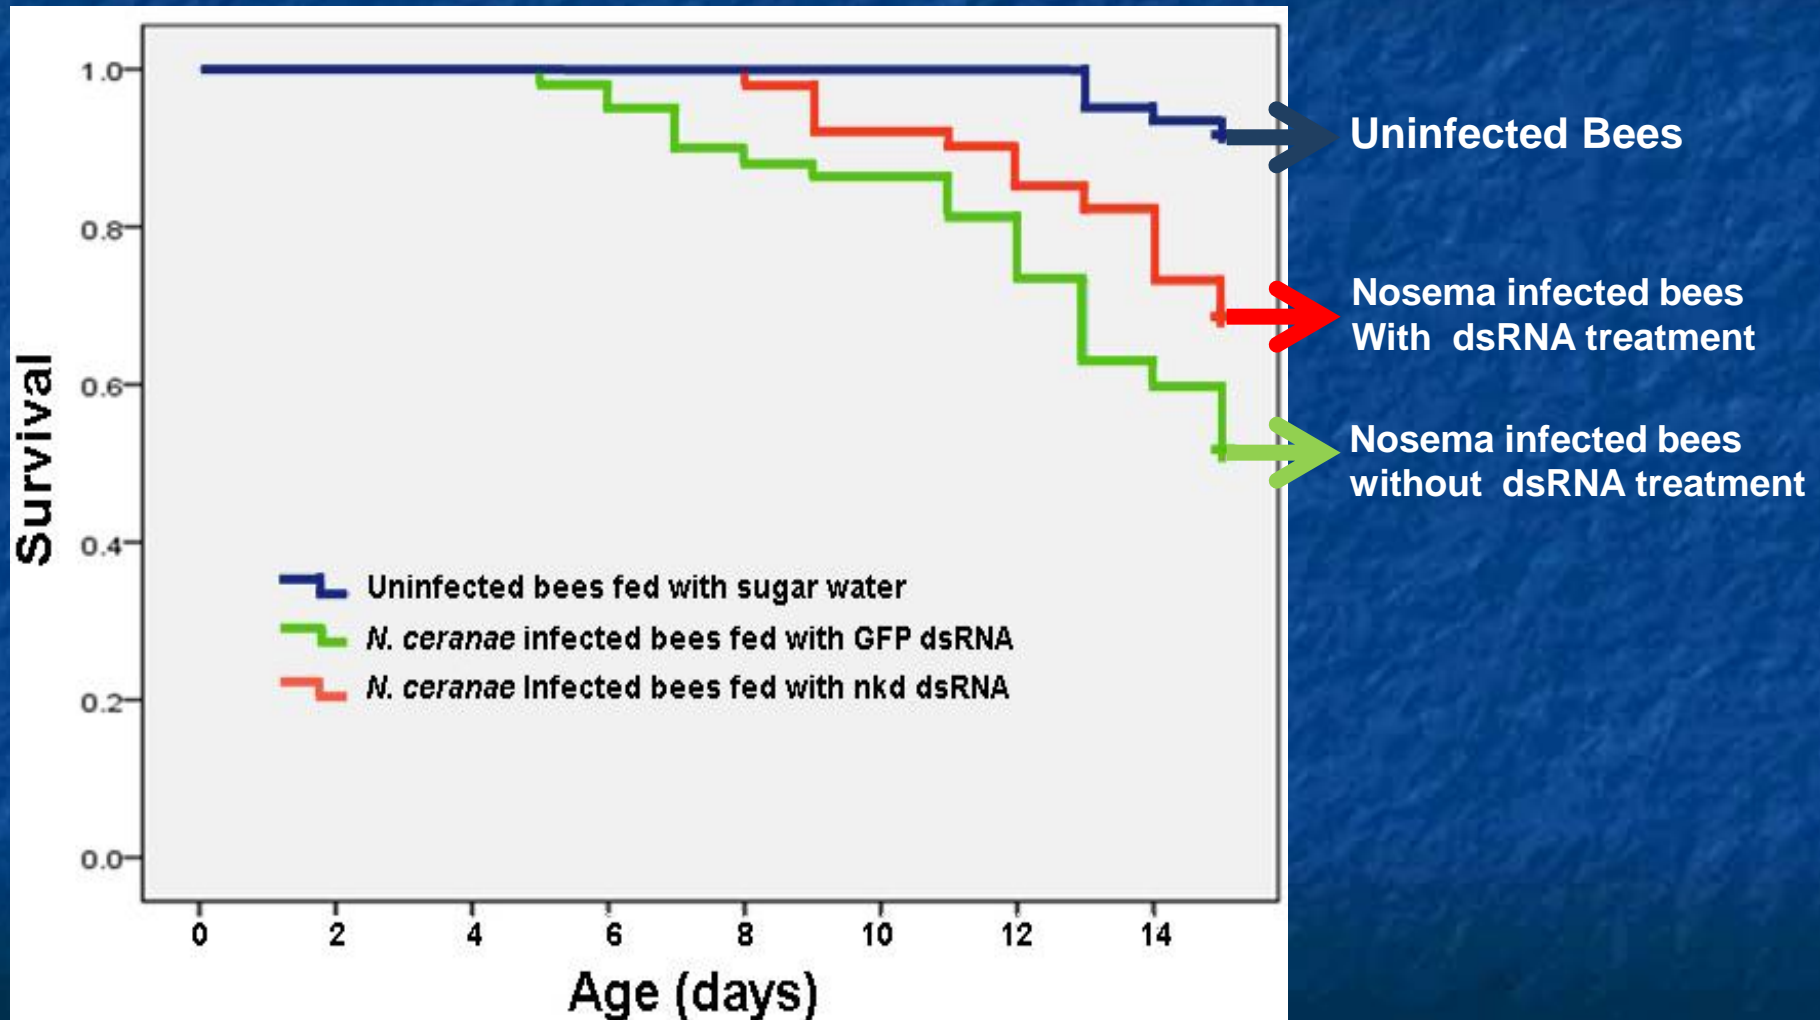 1.0
0.8
0.6
0.4
0.2
0.0
Survival
Uninfected bees fed with sugar water
N. ceranae infected bees fed with GFP dsRNA
N. ceranae Infected bees fed with nkd dsRNA
0 2 4 6 8 10 12 14
Age (days)
Uninfected Bees
Nosema infected bees
With dsRNA treatment
Nosema infected bees
without dsRNA treatment